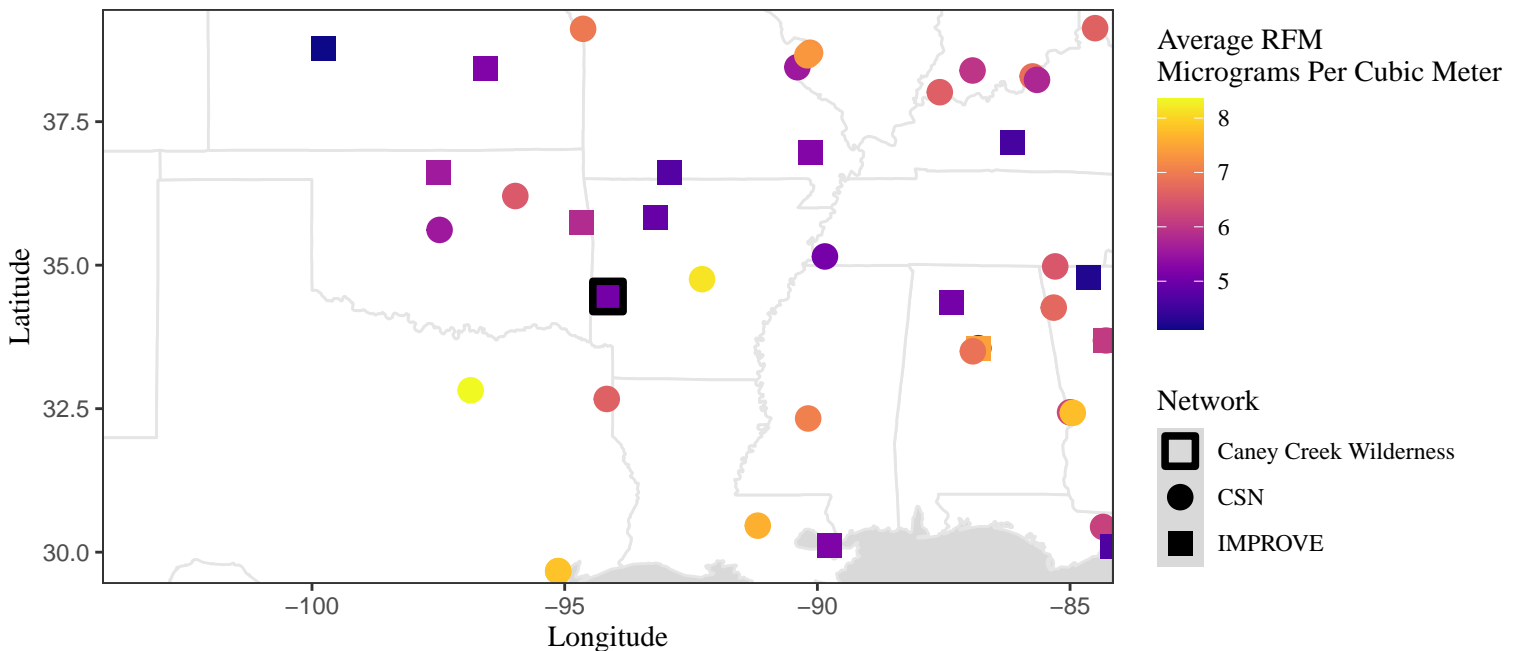 Average RFM
Micrograms Per Cubic Meter
8
7
6
5
Network
Caney Creek Wilderness
CSN
IMPROVE
Latitude
37.5
35.0
32.5
30.0
−100
−95
−90
−85
Longitude